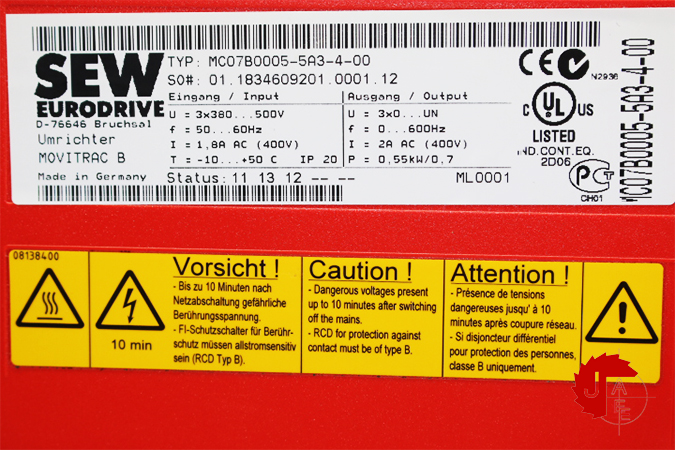 SEW
EURODRIVE
D-76646 Bruchsal
Umrichter
MOVITRAC B
Made in Germany
TYP: MC07B0005-5A3-4-00
SO#: 01.1834609201.0001.12
Eingang / Input
U = 3x380...500V
f = 50...60Hz
I = 1,8A AC (400V)
T = -10...+50 C IP 20
Ausgang / Output
U = 3x0...UN
f = 0...600Hz
I = 2A AC (400V)
P = 0,55kW/0,7
Status: 11 13 12 -- -- --
ML0001
CE
N2936
C UL US
LISTED
IND.CONT.EQ.
2D06
CH01
MC07B0005-5A3-4-00
08138400
10 min
Vorsicht !
- Bis zu 10 Minuten nach
Netzabschaltung gefährliche
Berührungsspannung.
- FI-Schutzschalter für Berühr-
schutz müssen allstromsensitiv
sein (RCD Typ B).
Caution !
- Dangerous voltages present
up to 10 minutes after switching
off the mains.
- RCD for protection against
contact must be of type B.
Attention !
- Présence de tensions
dangereuses jusqu' à 10
minutes après coupure réseau.
- Si disjoncteur différentiel
pour protection des personnes,
classe B uniquement.